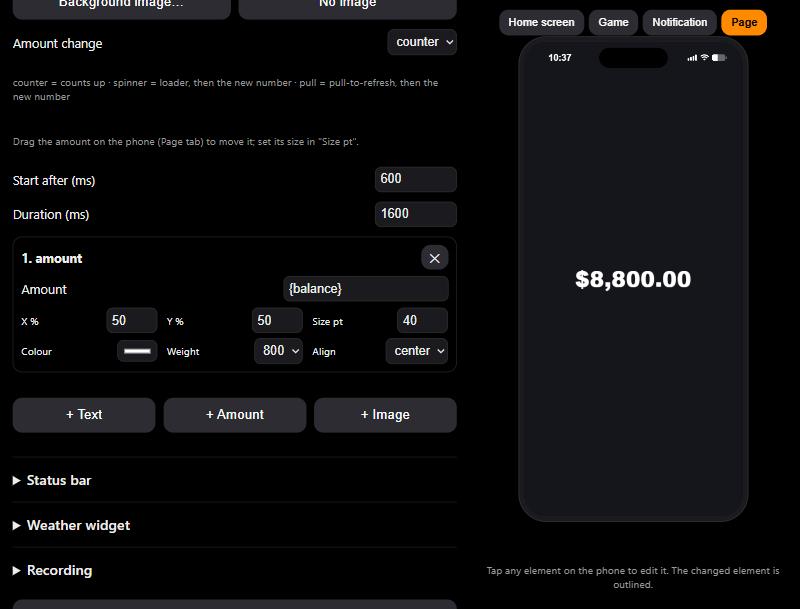 Background image...
No image
Home screen
Game
Notification
Page
Amount change
counter
counter = counts up · spinner = loader, then the new number · pull = pull-to-refresh, then the
new number
Drag the amount on the phone (Page tab) to move it; set its size in "Size pt".
Start after (ms)
600
Duration (ms)
1600
1. amount
Amount
{balance}
X %
50
Y %
50
Size pt
40
Colour
Weight
800
Align
center
+ Text
+ Amount
+ Image
Status bar
Weather widget
Recording
10:37
$8,800.00
Tap any element on the phone to edit it. The changed element is
outlined.